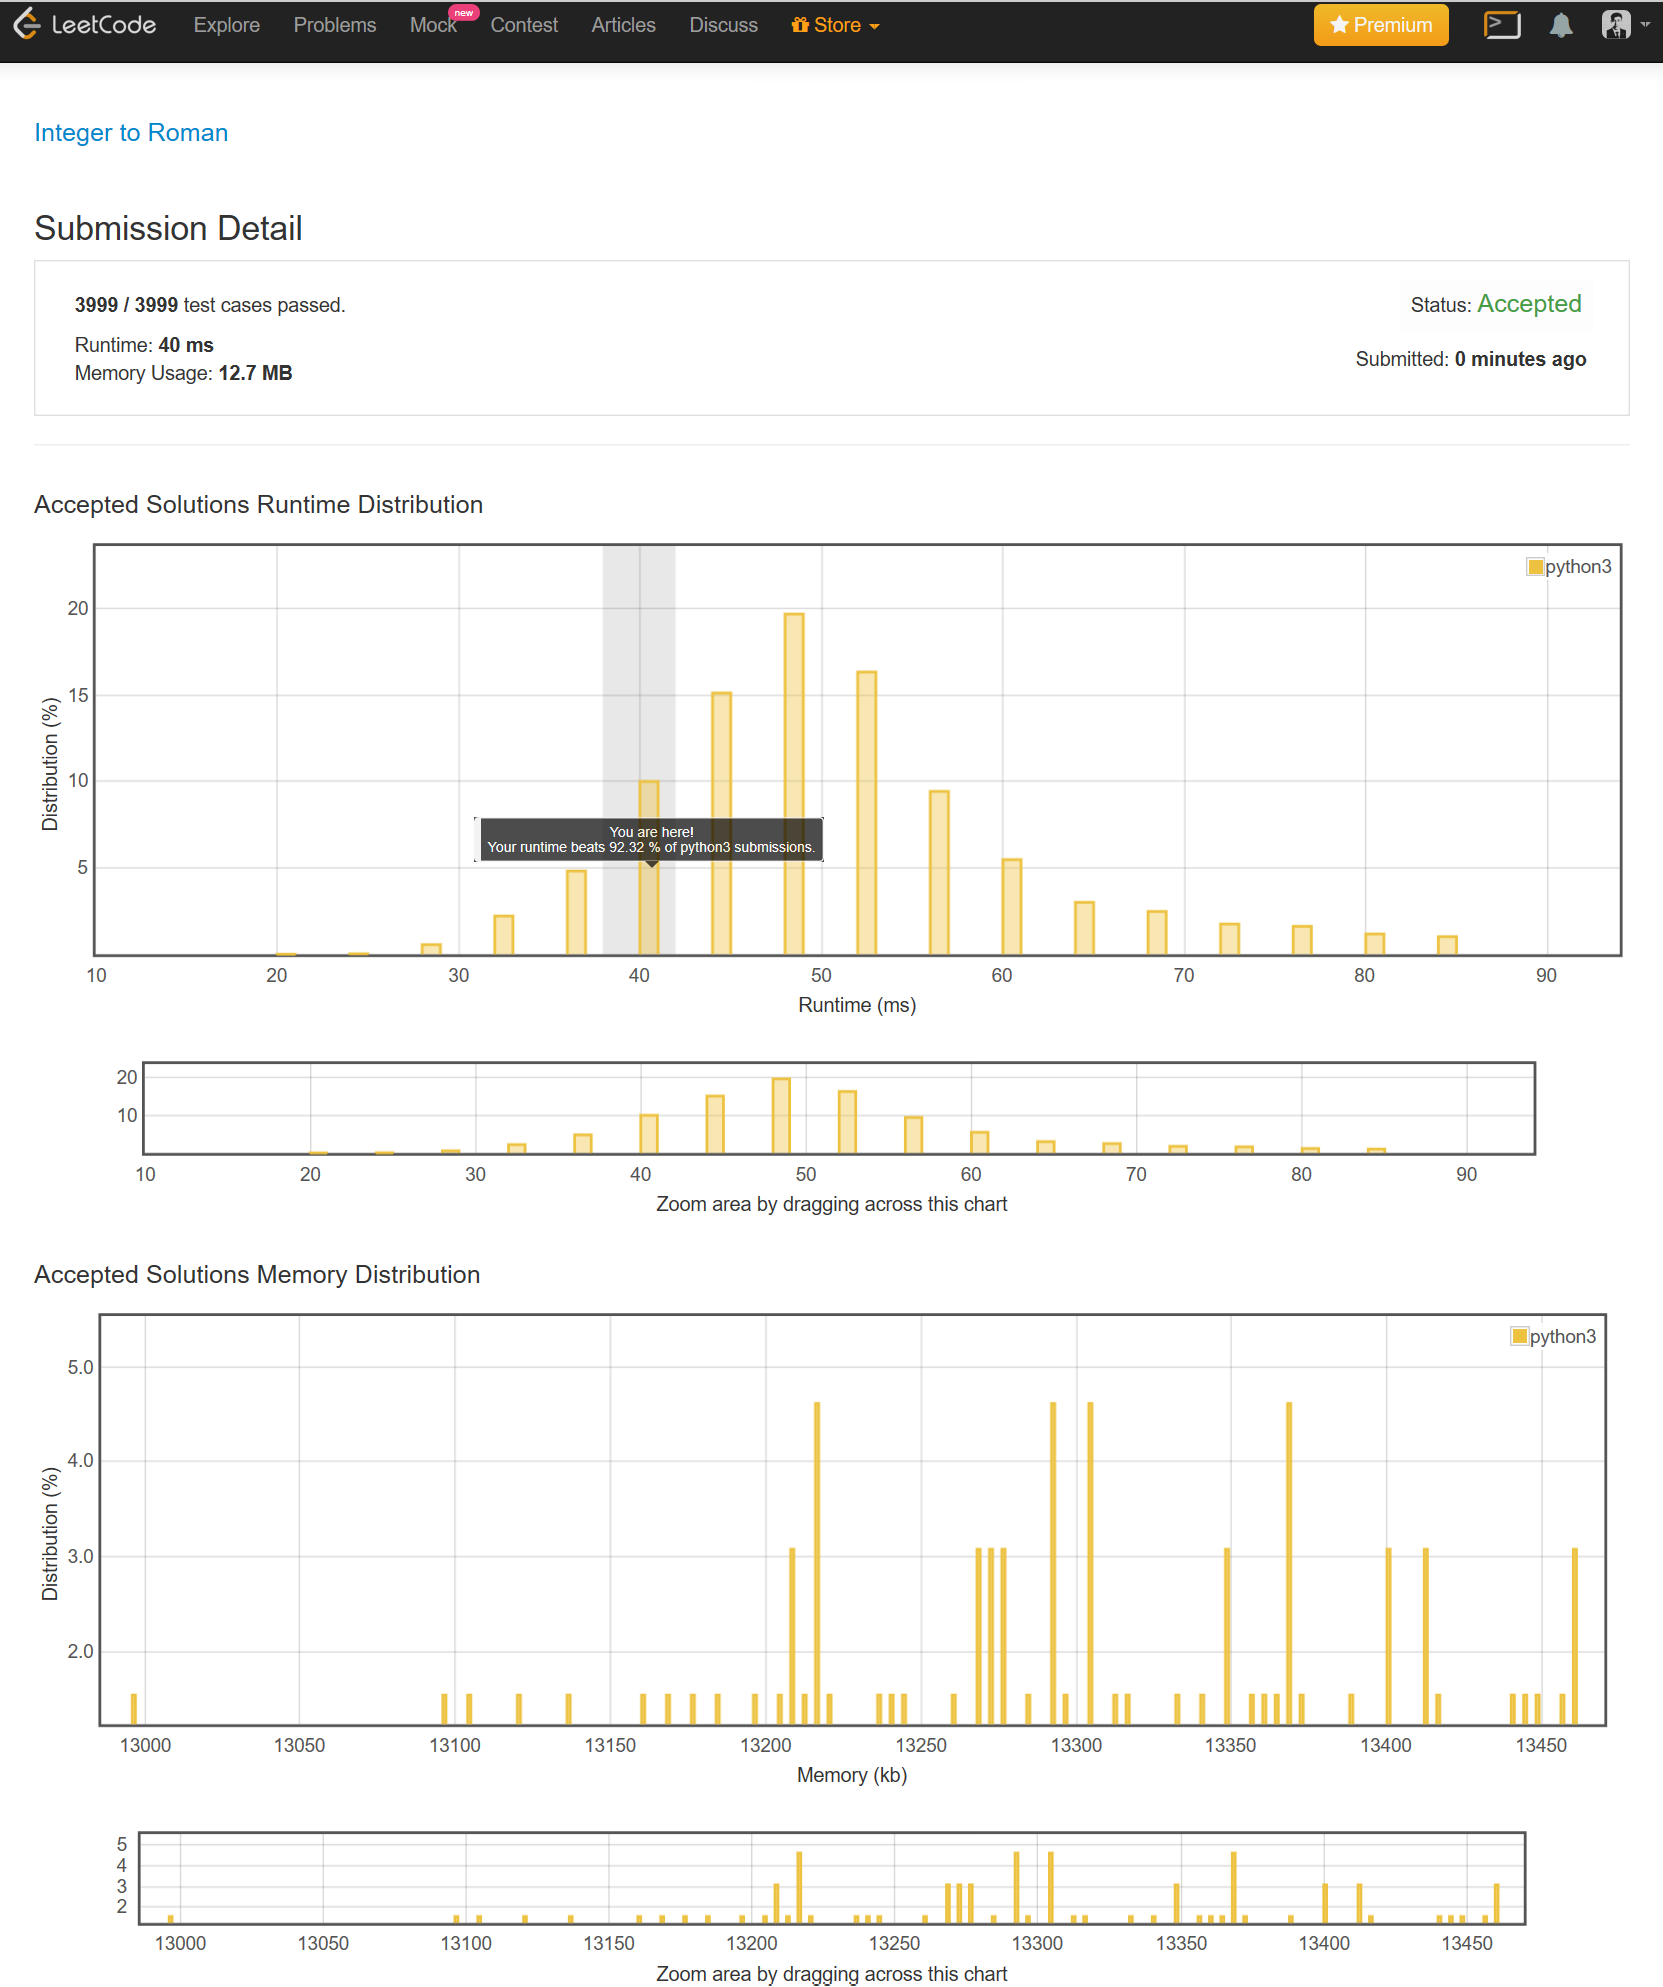 LeetCode Explore Problems Mock new Contest Articles Discuss Store Premium
Integer to Roman
Submission Detail
3999 / 3999 test cases passed.
Status: Accepted
Runtime: 40 ms
Submitted: 0 minutes ago
Memory Usage: 12.7 MB
Accepted Solutions Runtime Distribution
python3
20
15
10
5
Distribution (%)
You are here!
Your runtime beats 92.32 % of python3 submissions.
10 20 30 40 50 60 70 80 90
Runtime (ms)
20
10
10 20 30 40 50 60 70 80 90
Zoom area by dragging across this chart
Accepted Solutions Memory Distribution
python3
5.0
4.0
3.0
2.0
Distribution (%)
13000 13050 13100 13150 13200 13250 13300 13350 13400 13450
Memory (kb)
5
4
3
2
13000 13050 13100 13150 13200 13250 13300 13350 13400 13450
Zoom area by dragging across this chart